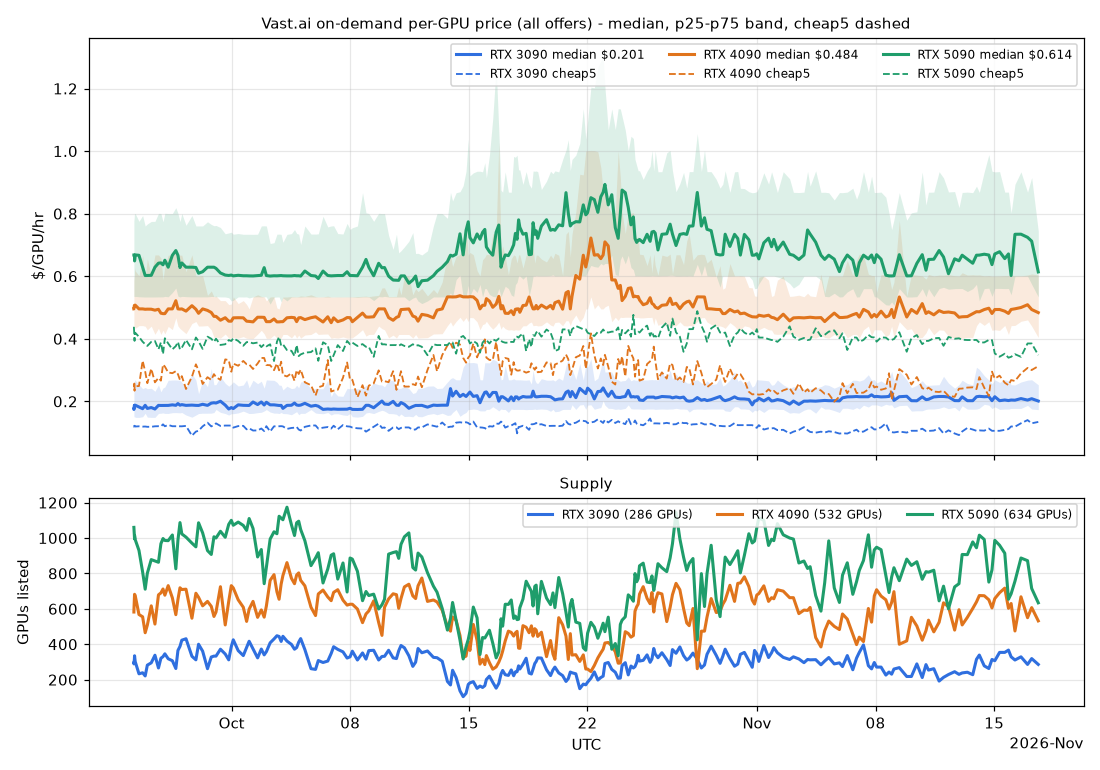 Vast.ai on-demand per-GPU price (all offers) - median, p25-p75 band, cheap5 dashed
RTX 3090 median $0.201 RTX 4090 median $0.484 RTX 5090 median $0.614
RTX 3090 cheap5 RTX 4090 cheap5 RTX 5090 cheap5
$/GPU/hr
1.2
1.0
0.8
0.6
0.4
0.2
Supply
RTX 3090 (286 GPUs) RTX 4090 (532 GPUs) RTX 5090 (634 GPUs)
GPUs listed
1200
1000
800
600
400
200
Oct 08 15 22 Nov 08 15
UTC
2026-Nov